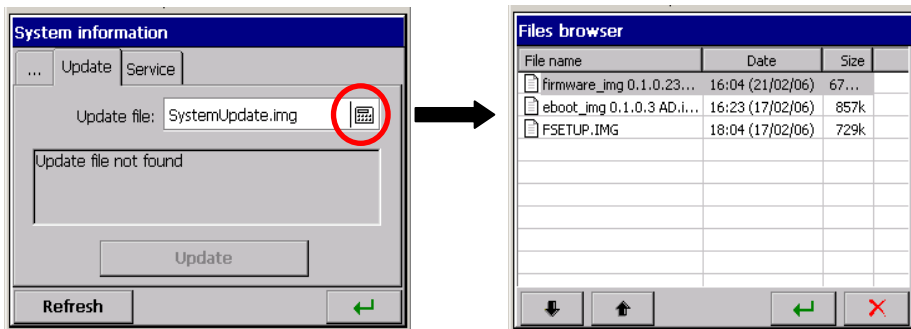 System information
... Update Service
Update file: SystemUpdate.img
Update file not found
Update
Refresh
Files browser
File name Date Size
firmware_img 0.1.0.23... 16:04 (21/02/06) 67...
eboot_img 0.1.0.3 AD.i... 16:23 (17/02/06) 857k
FSETUP.IMG 18:04 (17/02/06) 729k